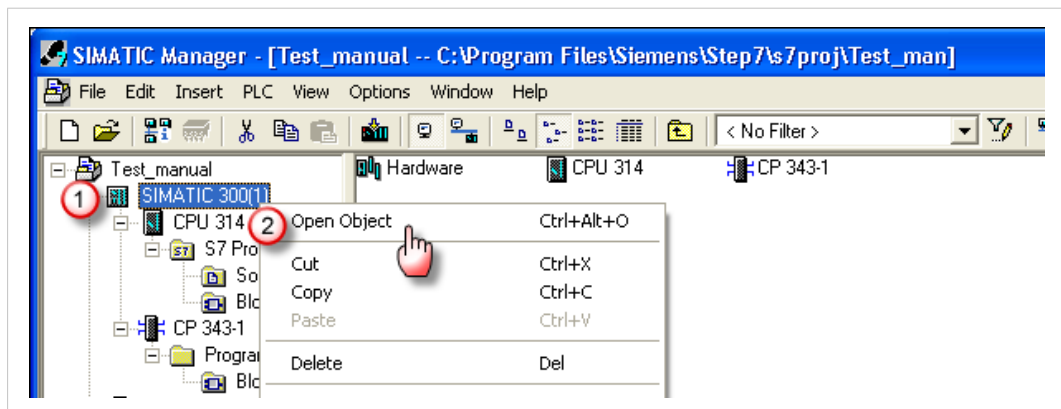 SIMATIC Manager - [Test_manual -- C:\Program Files\Siemens\Step7\s7proj\Test_man]
File Edit Insert PLC View Options Window Help
< No Filter >
Test_manual
1 SIMATIC 300(1)
CPU 314
S7 Pro
So
Blo
CP 343-1
Progra
Blo
Hardware CPU 314 CP 343-1
2 Open Object Ctrl+Alt+O
Cut Ctrl+X
Copy Ctrl+C
Paste Ctrl+V
Delete Del